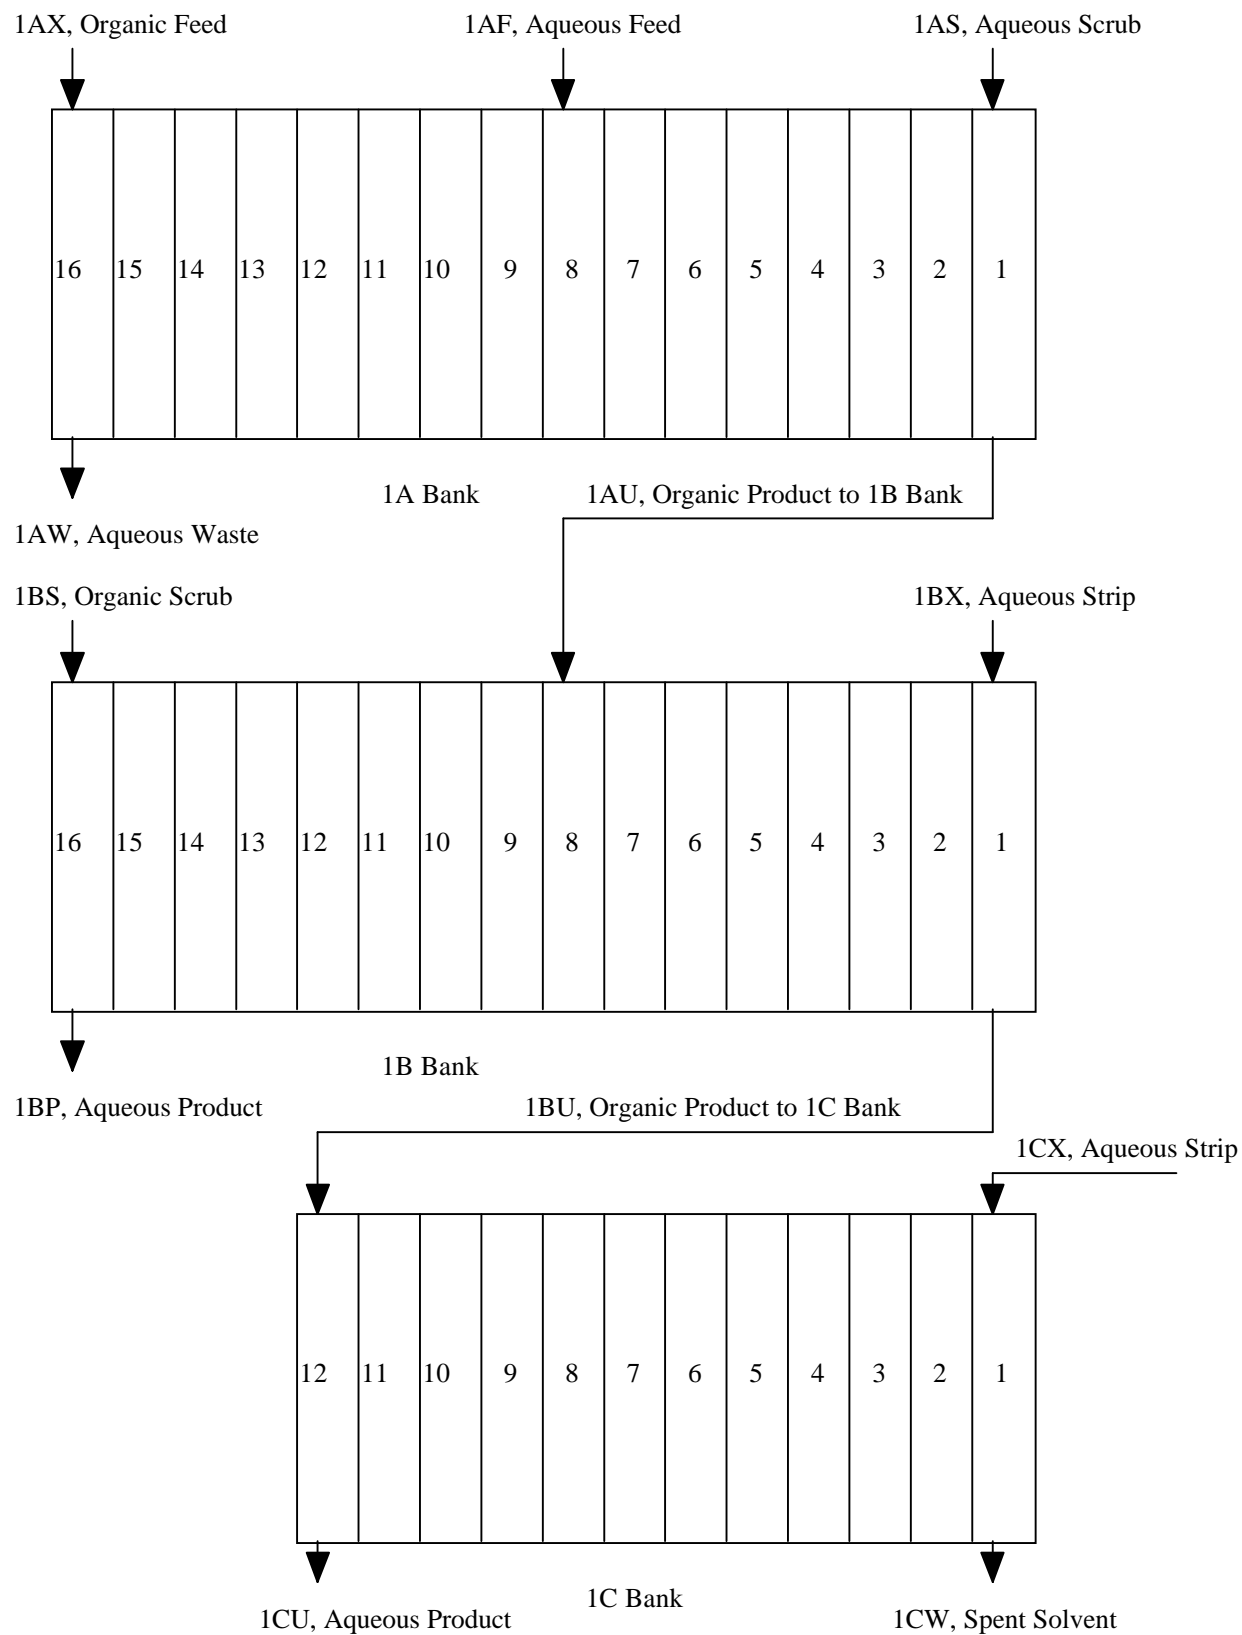 1AX, Organic Feed 1AF, Aqueous Feed 1AS, Aqueous Scrub
16 15 14 13 12 11 10 9 8 7 6 5 4 3 2 1
1A Bank 1AU, Organic Product to 1B Bank
1AW, Aqueous Waste
1BS, Organic Scrub 1BX, Aqueous Strip
16 15 14 13 12 11 10 9 8 7 6 5 4 3 2 1
1B Bank
1BP, Aqueous Product 1BU, Organic Product to 1C Bank
1CX, Aqueous Strip
12 11 10 9 8 7 6 5 4 3 2 1
1C Bank
1CU, Aqueous Product 1CW, Spent Solvent